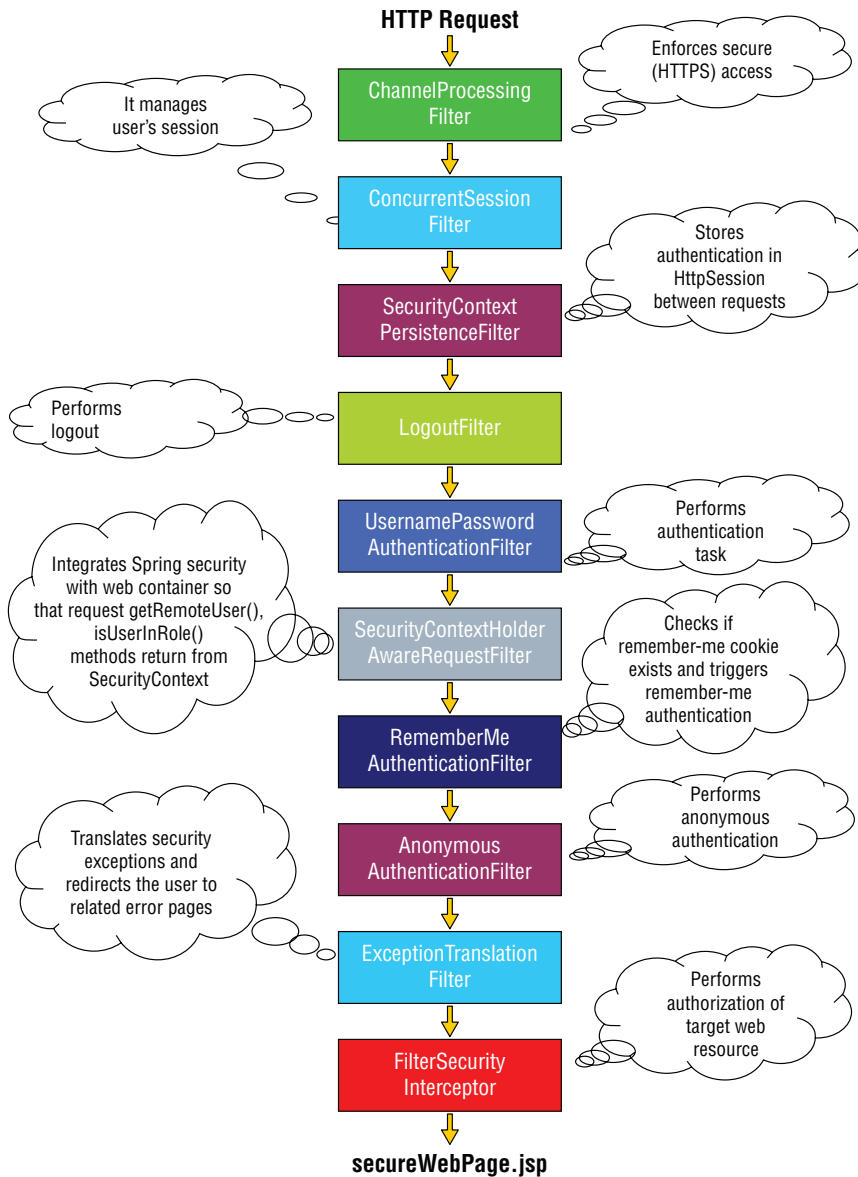 HTTP Request
Enforces secure
(HTTPS) access
ChannelProcessing
Filter
It manages
user's session
ConcurrentSession
Filter
Stores
authentication in
HttpSession
between requests
SecurityContext
PersistenceFilter
Performs
logout
LogoutFilter
UsernamePassword
AuthenticationFilter
Performs
authentication
task
Integrates Spring security
with web container so
that request getRemoteUser(),
isUserInRole()
methods return from
SecurityContext
SecurityContextHolder
AwareRequestFilter
Checks if
remember-me cookie
exists and triggers
remember-me
authentication
RememberMe
AuthenticationFilter
Performs
anonymous
authentication
Anonymous
AuthenticationFilter
Translates security
exceptions and
redirects the user to
related error pages
ExceptionTranslation
Filter
Performs
authorization of
target web
resource
FilterSecurity
Interceptor
secureWebPage.jsp